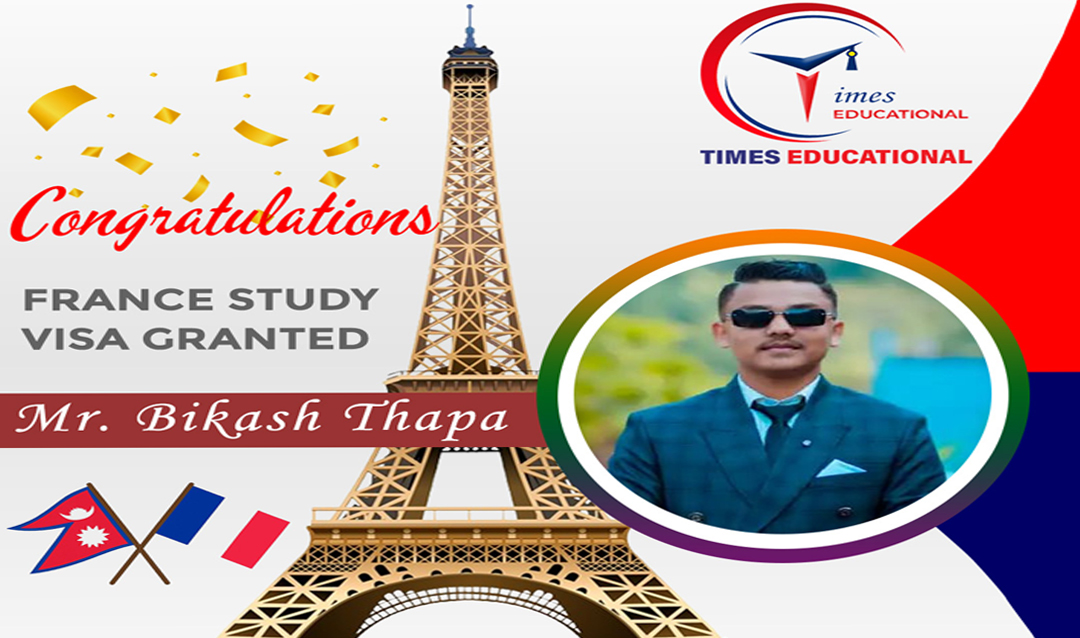 imes
EDUCATIONAL
TIMES EDUCATIONAL
Congratulations
FRANCE STUDY
VISA GRANTED
Mr. Bikash Thapa